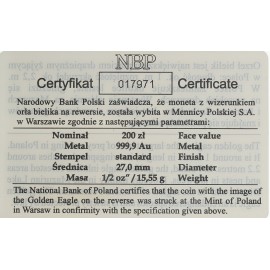 NBP
Certyfikat 017971 Certificate
Narodowy Bank Polski zaświadcza, że moneta z wizerunkiem
orła bielika na rewersie, została wybita w Mennicy Polskiej S.A.
w Warszawie zgodnie z następującymi parametrami:
Nominał 200 zł Face value
Metal 999,9 Au Metal
Stempel standard Finish
Średnica 27,0 mm Diameter
Masa 1/2 oz" / 15,55 g Weight
The National Bank of Poland certifies that the coin with the image of
the Golden Eagle on the reverse was struck at the Mint of Poland
in Warsaw in conformity with the specification given above.